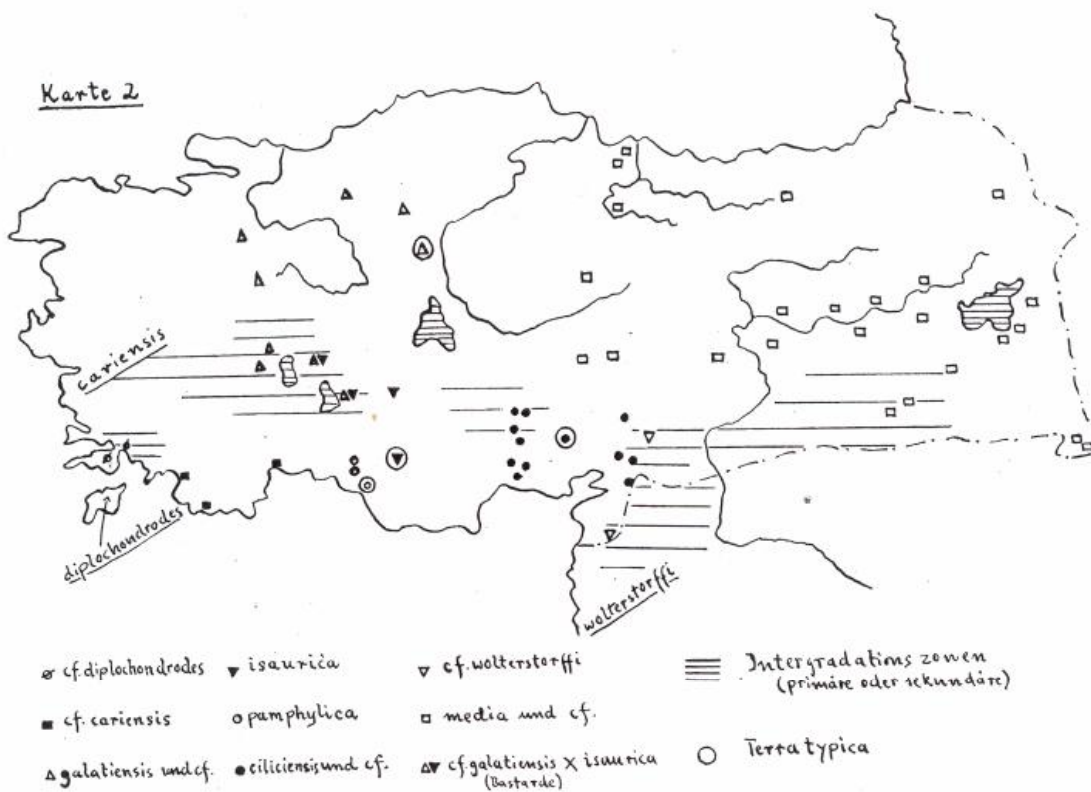 Karte 2
cariensis
diplochondrodes
wolterstorffi
cf. diplochondrodes
isaurica
cf. wolterstorffi
Intergradations zonen
(primäre oder sekundäre)
cf. cariensis
pamphylica
media und cf.
Terra typica
galatiensis und cf.
ciliciensis und cf.
cf. galatiensis X isaurica
(Bastarde)